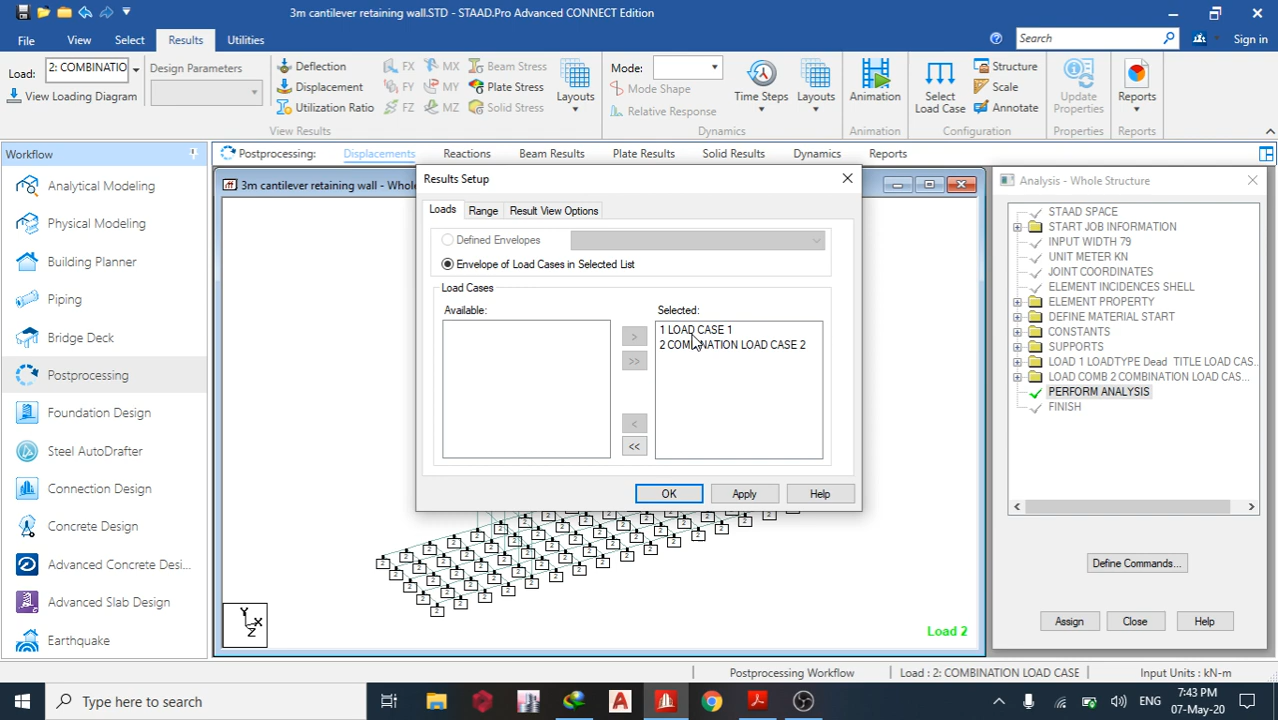 3m cantilever retaining wall.STD - STAAD.Pro Advanced CONNECT Edition
File View Select Results Utilities Search Sign in
Load: 2: COMBINATIO
View Loading Diagram
Design Parameters
Deflection
Displacement
Utilization Ratio
FX MX
FY MY
FZ MZ
Beam Stress
Plate Stress
Solid Stress
Layouts
View Results
Mode:
Mode Shape
Relative Response
Time Steps
Layouts
Dynamics
Animation
Animation
Select Load Case
Structure
Scale
Annotate
Configuration
Update Properties
Properties
Reports
Reports
Workflow
Postprocessing: Displacements Reactions Beam Results Plate Results Solid Results Dynamics Reports
Analytical Modeling
Physical Modeling
Building Planner
Piping
Bridge Deck
Postprocessing
Foundation Design
Steel AutoDrafter
Connection Design
Concrete Design
Advanced Concrete Desi...
Advanced Slab Design
Earthquake
3m cantilever retaining wall - Whole
Results Setup
Loads Range Result View Options
Defined Envelopes
Envelope of Load Cases in Selected List
Load Cases
Available: Selected:
1 LOAD CASE 1
2 COMBINATION LOAD CASE 2
>
>>
<
<<
OK Apply Help
Y
X
Z
Load 2
Analysis - Whole Structure
STAAD SPACE
START JOB INFORMATION
INPUT WIDTH 79
UNIT METER KN
JOINT COORDINATES
ELEMENT INCIDENCES SHELL
ELEMENT PROPERTY
DEFINE MATERIAL START
CONSTANTS
SUPPORTS
LOAD 1 LOADTYPE Dead TITLE LOAD CAS...
LOAD COMB 2 COMBINATION LOAD CAS...
PERFORM ANALYSIS
FINISH
Define Commands...
Assign Close Help
Postprocessing Workflow Load : 2: COMBINATION LOAD CASE Input Units : kN-m
Type here to search
ENG
7:43 PM
07-May-20